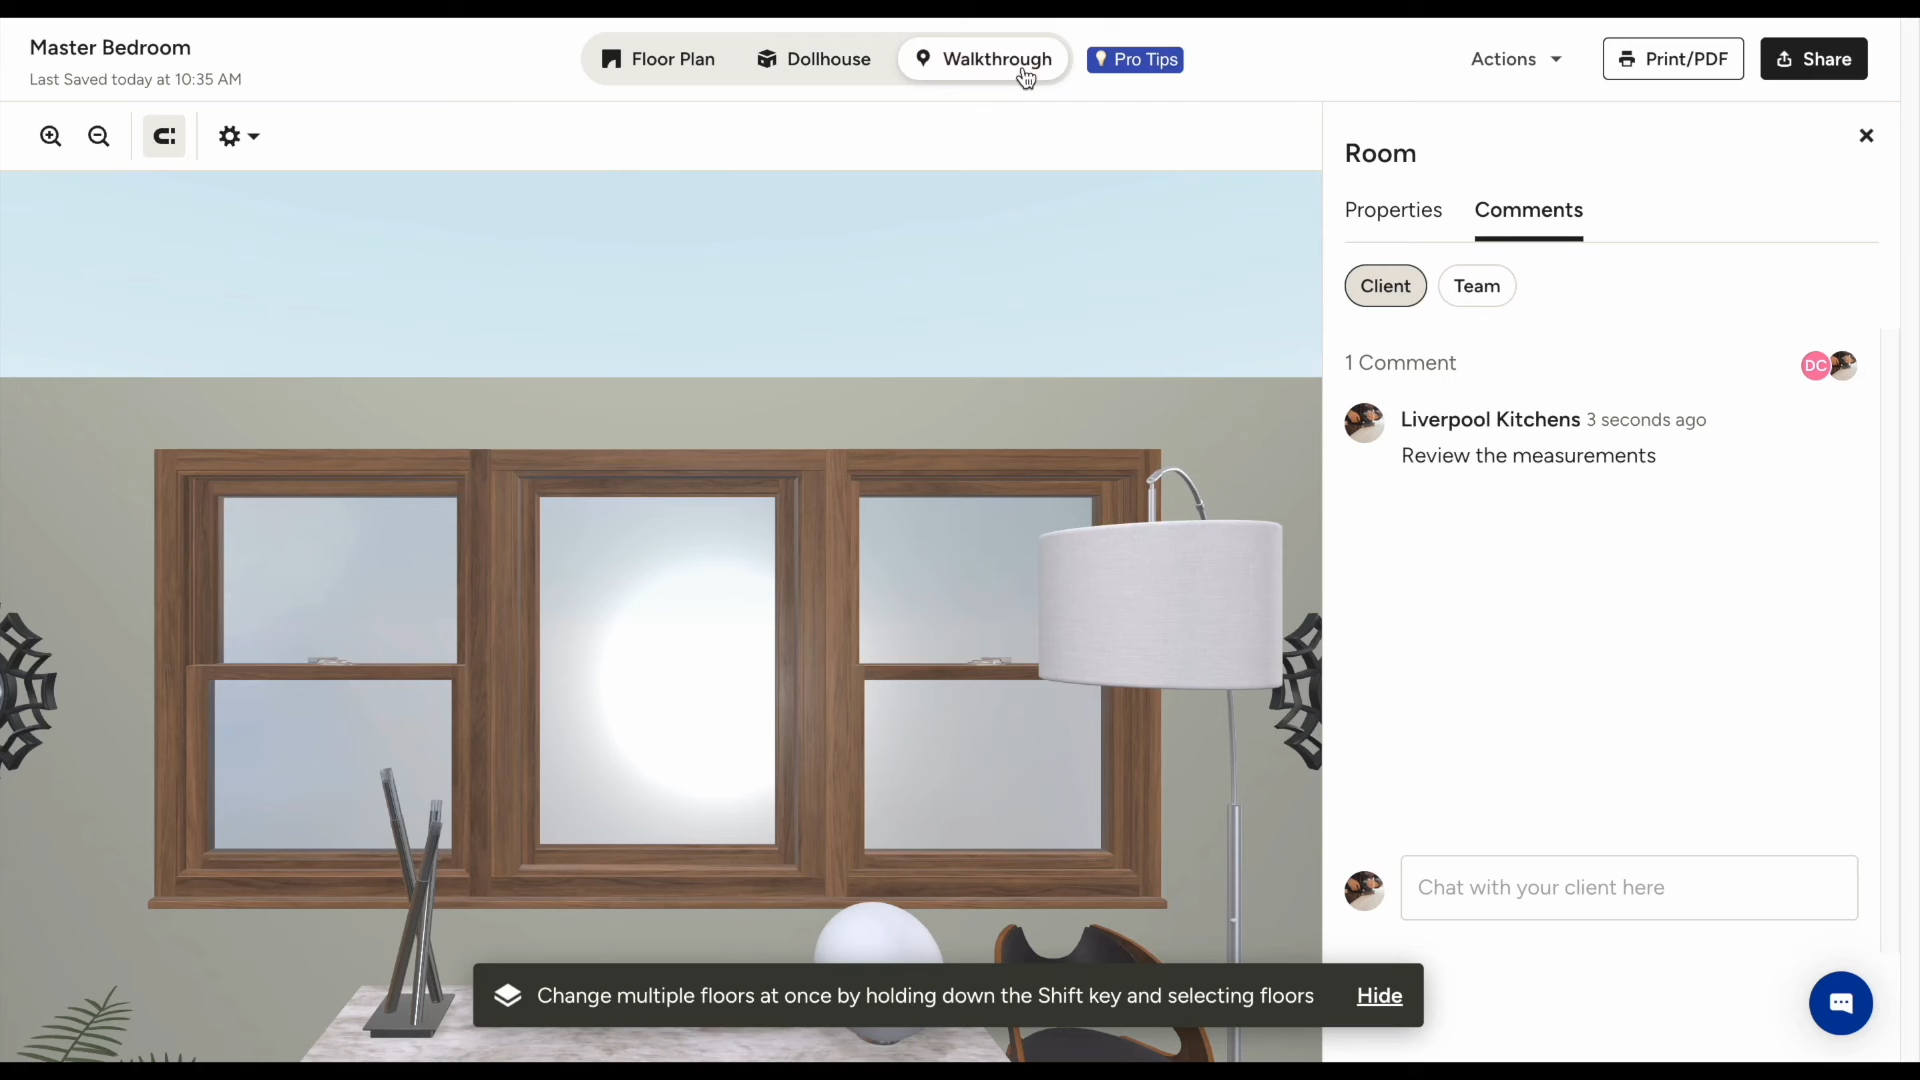 Master Bedroom
Last Saved today at 10:35 AM
Floor Plan
Dollhouse
Walkthrough
Pro Tips
Actions
Print/PDF
Share
Room
Properties
Comments
Client
Team
1 Comment
DC
Liverpool Kitchens 3 seconds ago
Review the measurements
Chat with your client here
Change multiple floors at once by holding down the Shift key and selecting floors
Hide